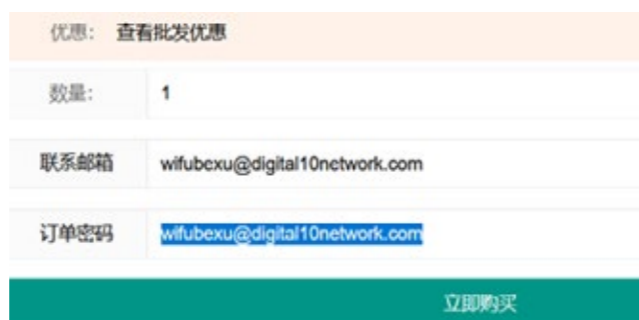 优惠： 查看批发优惠
数量： 1
联系邮箱 wifubexu@digital10network.com
订单密码 wifubexu@digital10network.com
立即购买